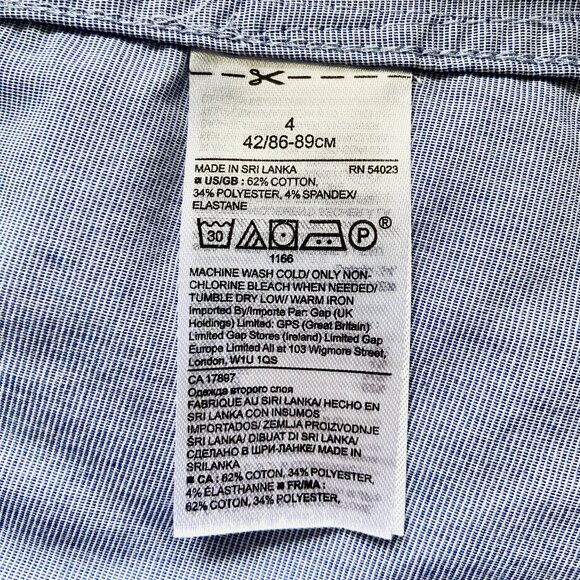 4
42/86-89CM
MADE IN SRI LANKA RN 54023
■ US/GB : 62% COTTON,
34% POLYESTER, 4% SPANDEX/
ELASTANE
30 P ®
1166
MACHINE WASH COLD/ ONLY NON-
CHLORINE BLEACH WHEN NEEDED/
TUMBLE DRY LOW/ WARM IRON
Imported By/Importe Par: Gap (UK
Holdings) Limited: GPS (Great Britain)
Limited Gap Stores (Ireland) Limited Gap
Europe Limited All at 103 Wigmore Street,
London, W1U 1QS
CA 17897
Одежда второго слоя
FABRIQUE AU SIRI LANKA/ HECHO EN
SRI LANKA CON INSUMOS
IMPORTADOS/ ZEMLJA PROIZVODNJE
ŠRI LANKA/ DIBUAT DI SRI LANKA/
СДЕЛАНО В ШРИ-ЛАНКЕ/ MADE IN
SRILANKA
■ CA : 62% COTON, 34% POLYESTER,
4% ÉLASTHANNE ■ FR/MA :
62% COTON, 34% POLYESTER,